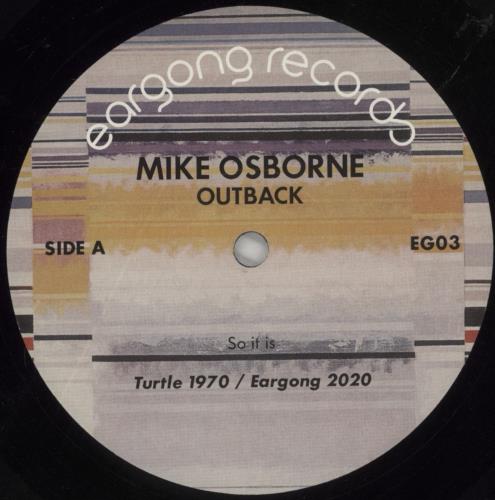 eargong records
MIKE OSBORNE
OUTBACK
SIDE A
EG03
So it is
Turtle 1970 / Eargong 2020